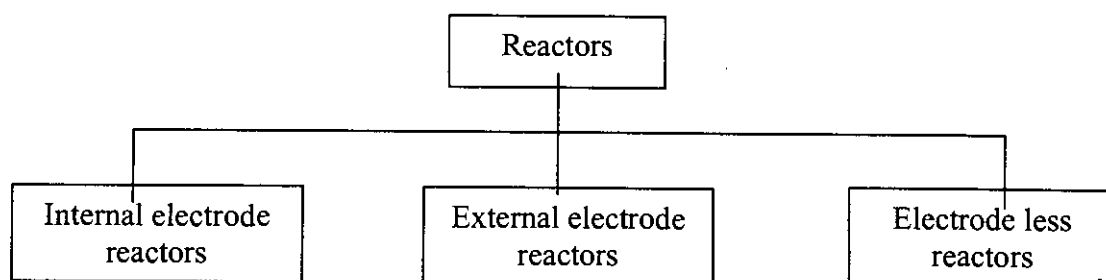 Reactors
Internal electrode
reactors
External electrode
reactors
Electrode less
reactors